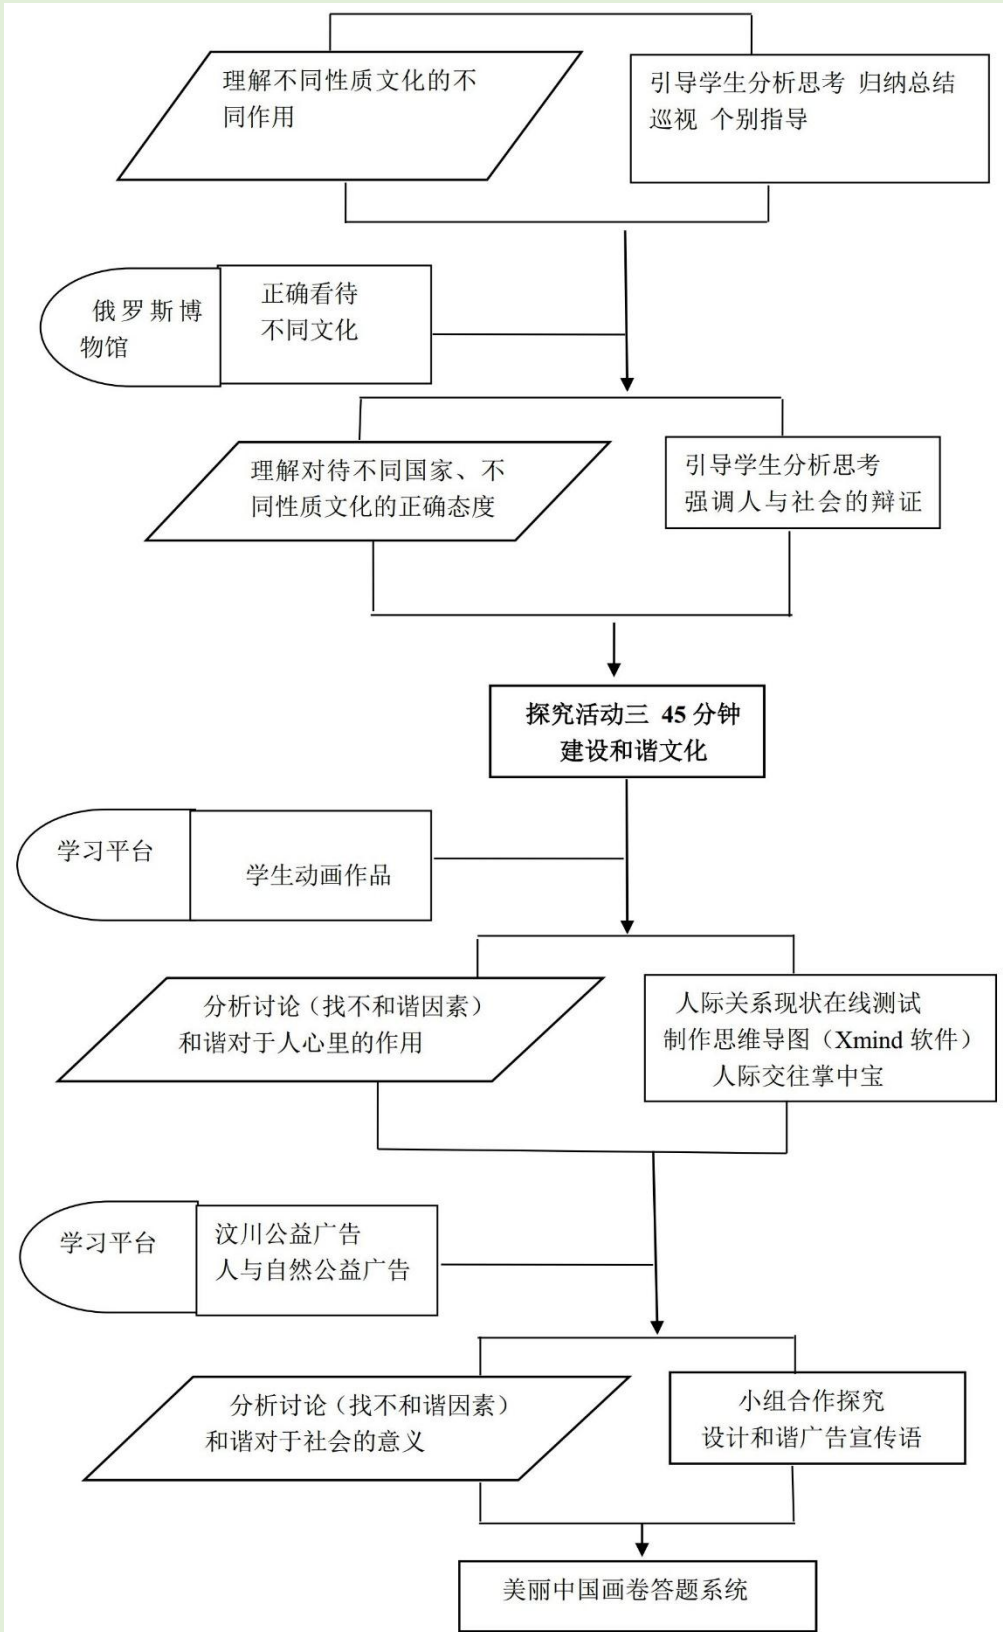 理解不同性质文化的不
同作用
引导学生分析思考 归纳总结
巡视 个别指导
俄罗斯博
物馆
正确看待
不同文化
理解对待不同国家、不
同性质文化的正确态度
引导学生分析思考
强调人与社会的辩证
探究活动三 45 分钟
建设和谐文化
学习平台
学生动画作品
分析讨论（找不和谐因素）
和谐对于人心里的作用
人际关系现状在线测试
制作思维导图（Xmind 软件）
人际交往掌中宝
学习平台
汶川公益广告
人与自然公益广告
分析讨论（找不和谐因素）
和谐对于社会的意义
小组合作探究
设计和谐广告宣传语
美丽中国画卷答题系统